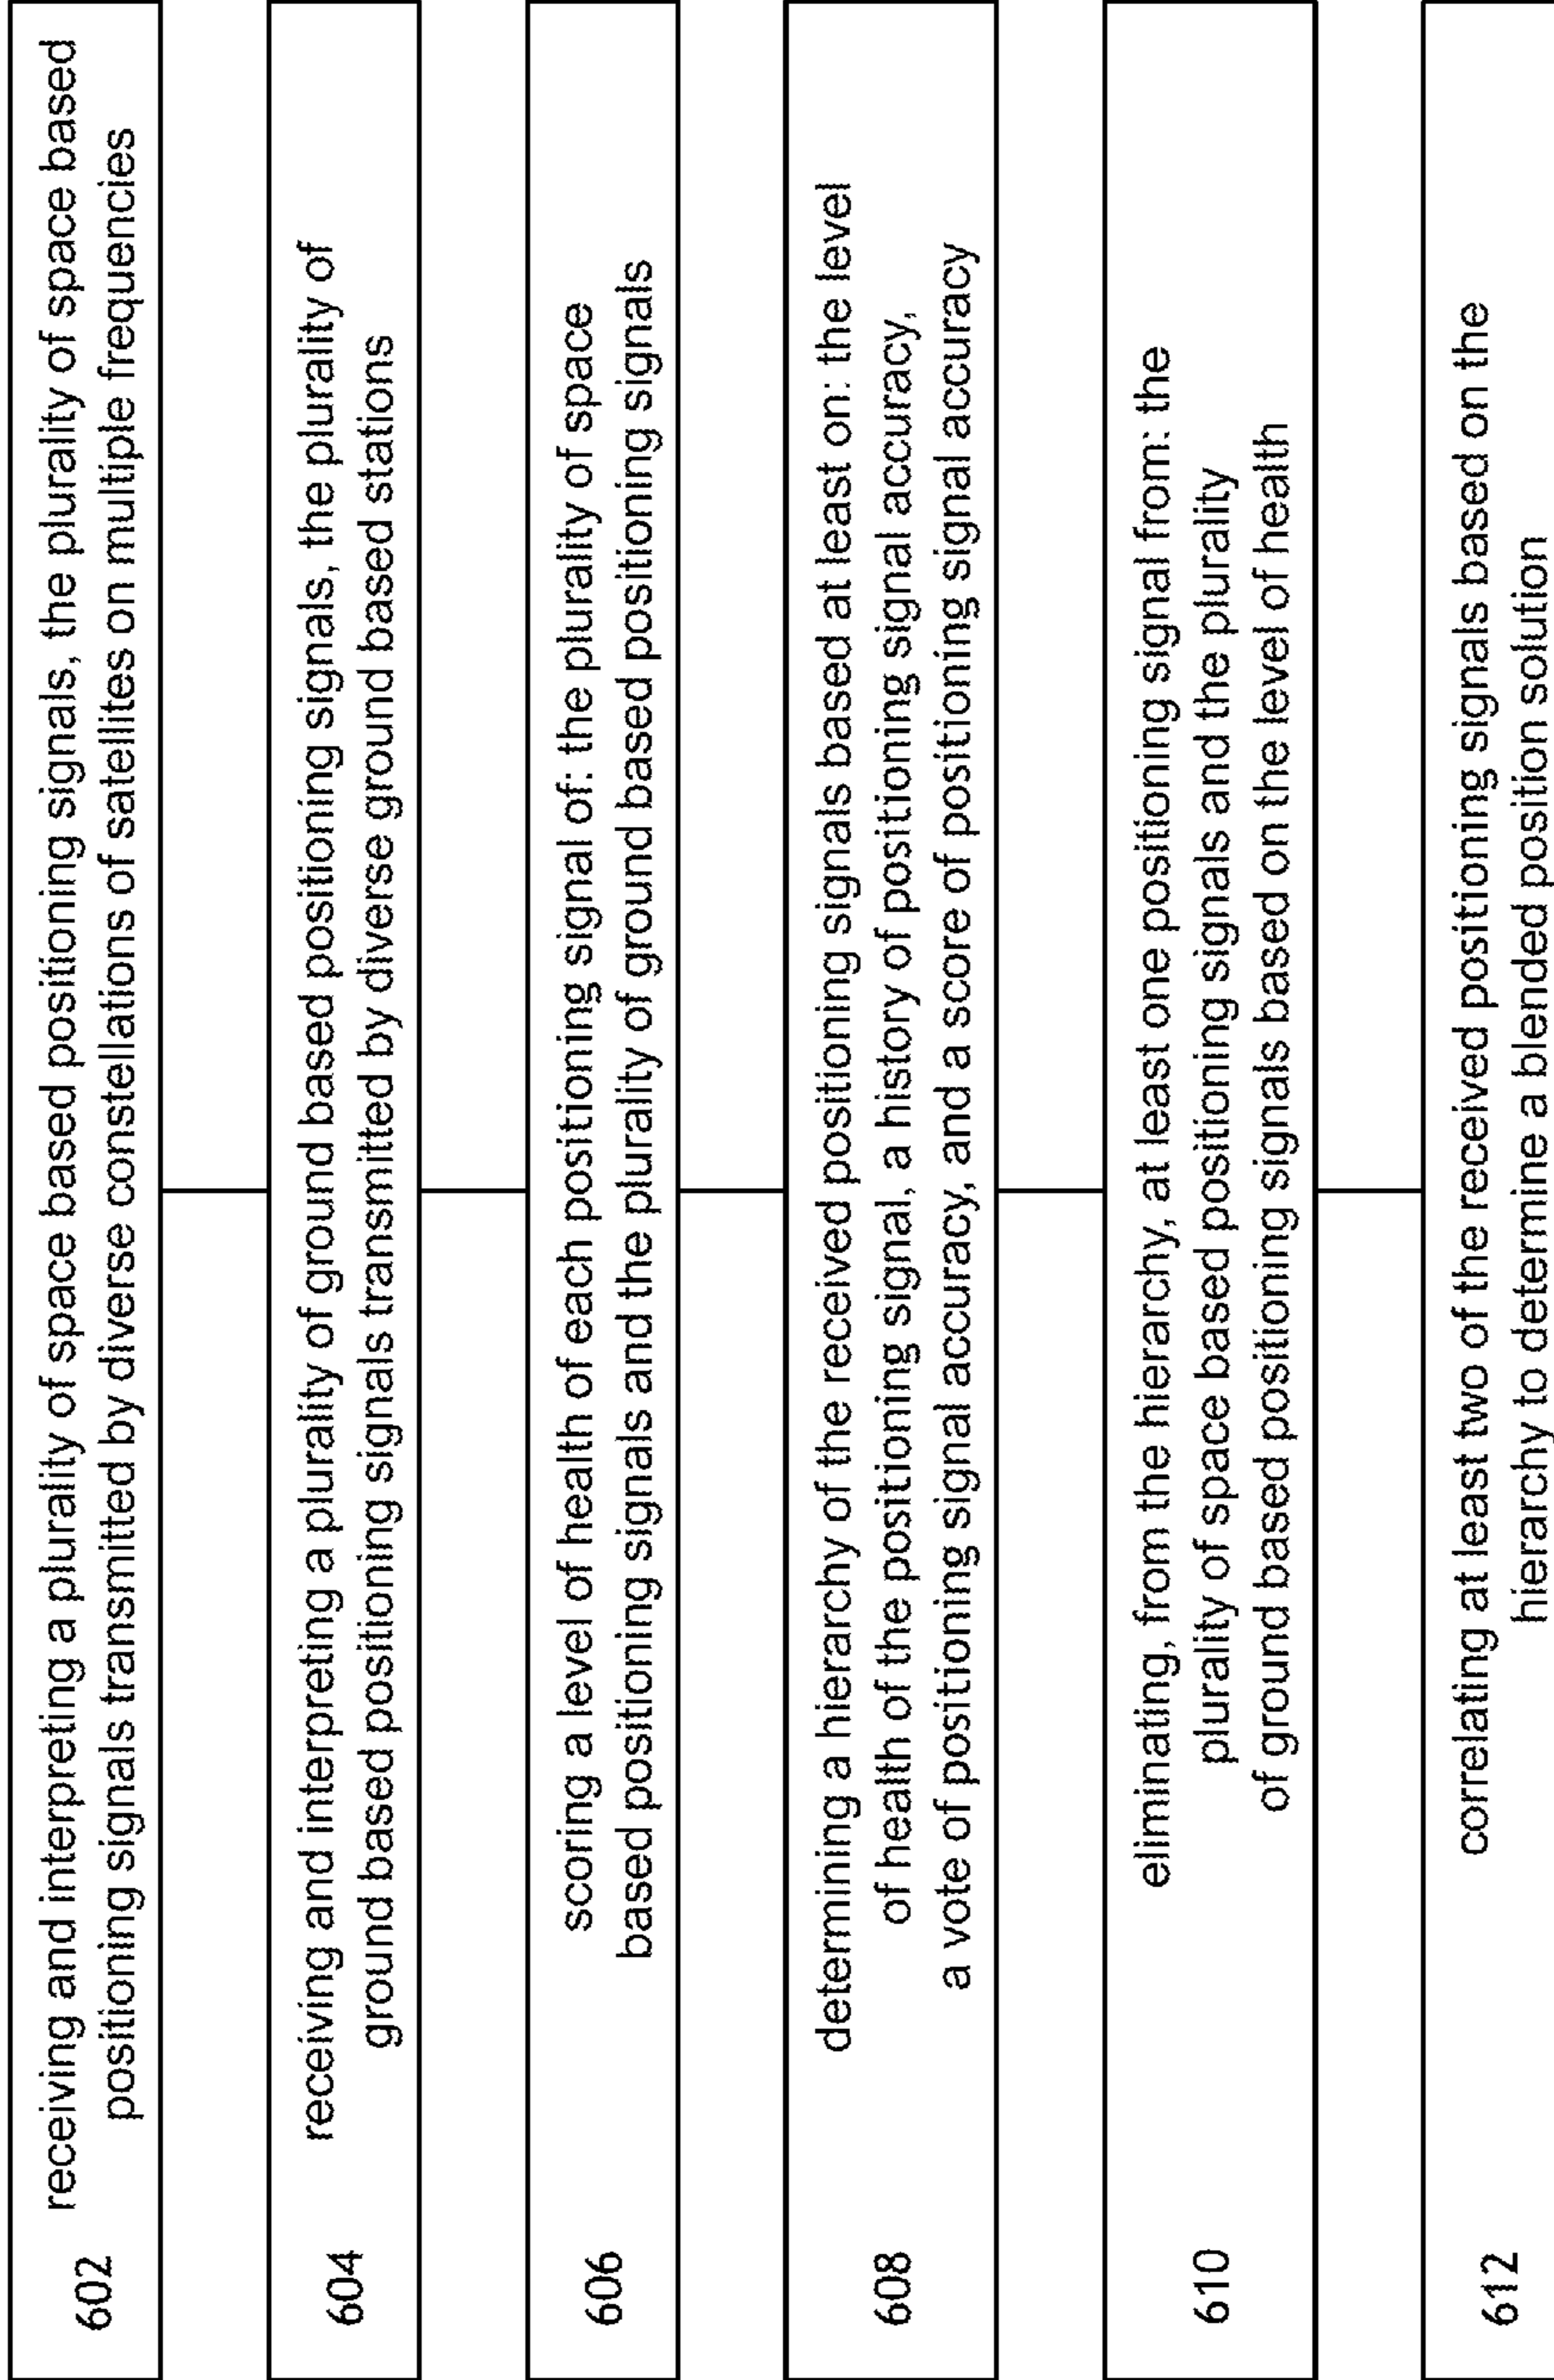 602 receiving and interpreting a plurality of space based positioning signals, the plurality of space based
positioning signals transmitted by diverse constellations of satellites on multiple frequencies
604 receiving and interpreting a plurality of ground based positioning signals, the plurality of
ground based positioning signals transmitted by diverse ground based stations
606 scoring a level of health of each positioning signal of: the plurality of space
based positioning signals and the plurality of ground based positioning signals
608 determining a hierarchy of the received positioning signals based at least on: the level
of health of the positioning signal, a history of positioning signal accuracy,
a vote of positioning signal accuracy, and a score of positioning signal accuracy
610 eliminating, from the hierarchy, at least one positioning signal from: the
plurality of space based positioning signals and the plurality
of ground based positioning signals based on the level of health
612 correlating at least two of the received positioning signals based on the
hierarchy to determine a blended position solution